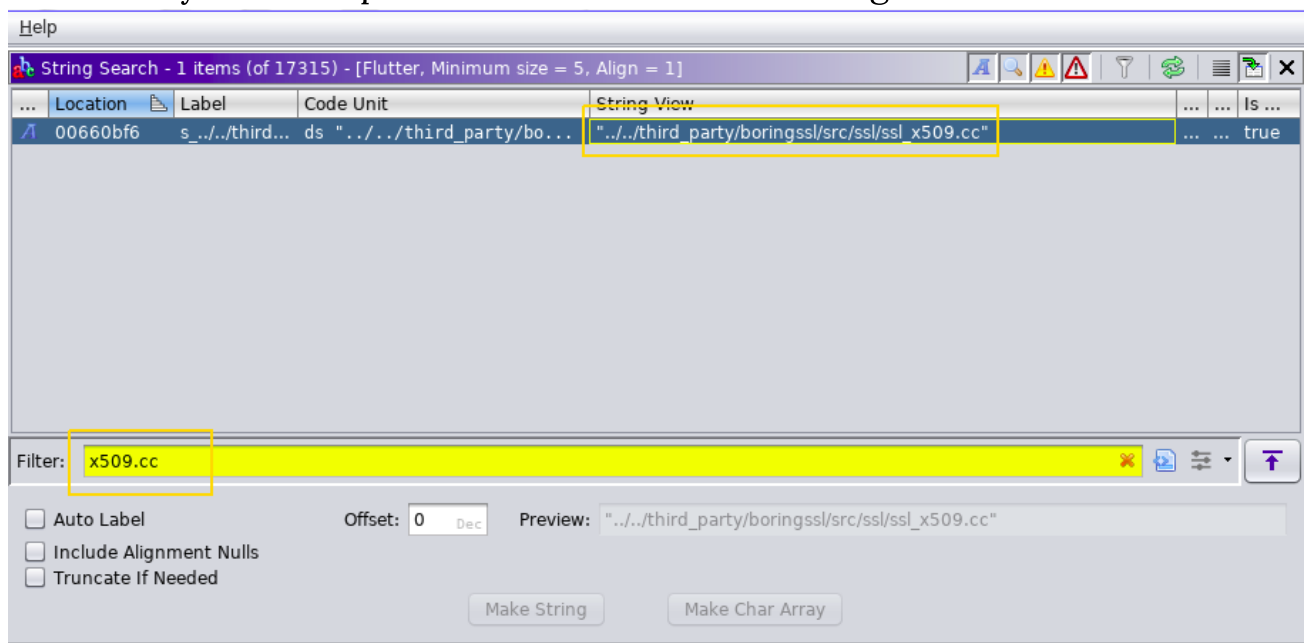 Help
String Search - 1 items (of 17315) - [Flutter, Minimum size = 5, Align = 1]
... Location Label Code Unit String View ... ... Is ...
00660bf6 s_../../third... ds "../../third_party/bo... "../../third_party/boringssl/src/ssl/ssl_x509.cc" ... ... true
Filter: x509.cc
Auto Label Offset: 0 Dec Preview: "../../third_party/boringssl/src/ssl/ssl_x509.cc"
Include Alignment Nulls
Truncate If Needed
Make String Make Char Array